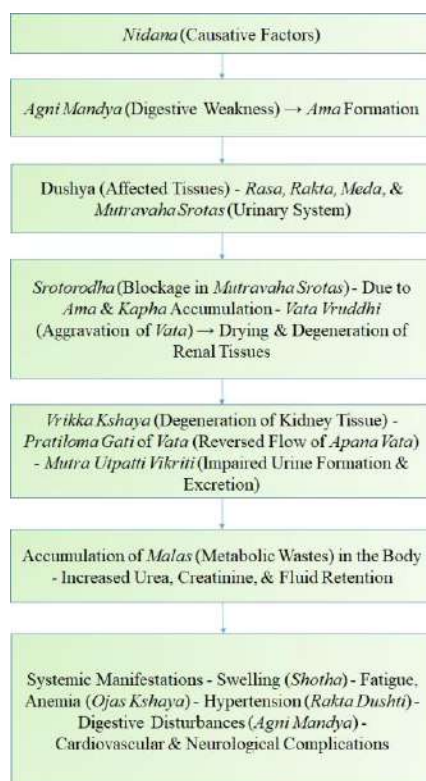 Nidana (Causative Factors)
Agni Mandya (Digestive Weakness) → Ama Formation
Dushya (Affected Tissues) - Rasa, Rakta, Meda, &
Mutravaha Srotas (Urinary System)
Srotorodha (Blockage in Mutravaha Srotas) - Due to
Ama & Kapha Accumulation - Vata Vruddhi
(Aggravation of Vata) → Drying & Degeneration of
Renal Tissues
Vrikka Kshaya (Degeneration of Kidney Tissue) -
Pratiloma Gati of Vata (Reversed Flow of Apana Vata)
- Mutra Utpatti Vikriti (Impaired Urine Formation &
Excretion)
Accumulation of Malas (Metabolic Wastes) in the Body
- Increased Urea, Creatinine, & Fluid Retention
Systemic Manifestations - Swelling (Shotha) - Fatigue,
Anemia (Ojas Kshaya) - Hypertension (Rakta Dushti) -
Digestive Disturbances (Agni Mandya) -
Cardiovascular & Neurological Complications